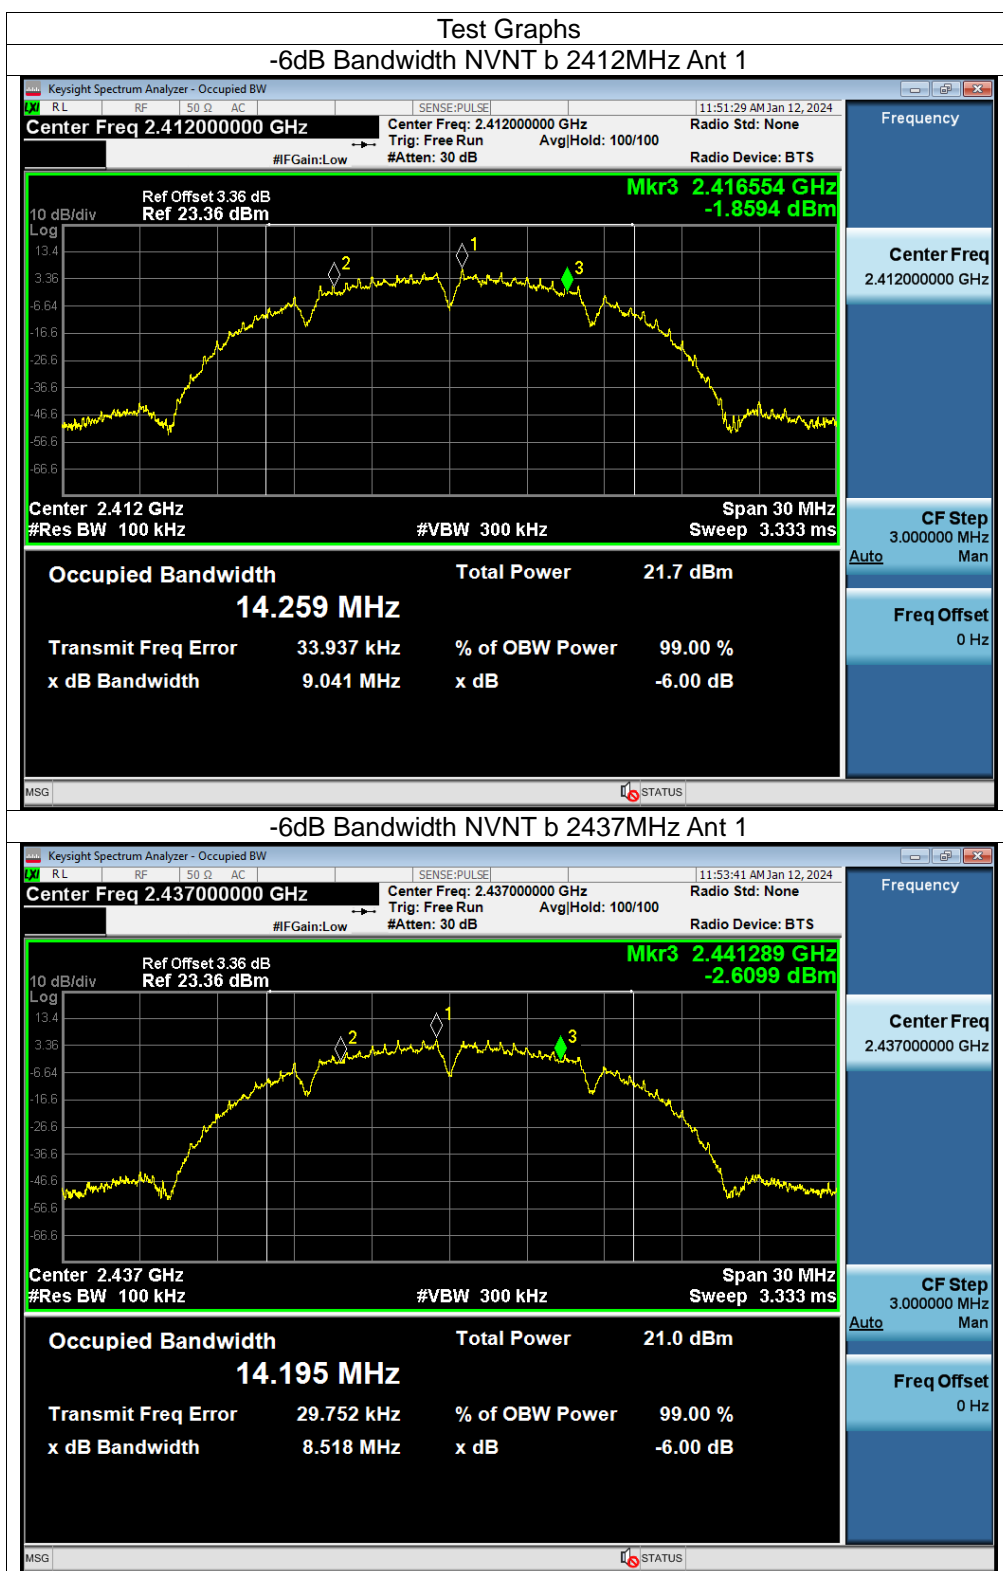 Test Graphs
-6dB Bandwidth NVNT b 2412MHz Ant 1
Keysight Spectrum Analyzer - Occupied BW
LXI RL RF 50 Ω AC SENSE:PULSE 11:51:29 AM Jan 12, 2024
Center Freq 2.412000000 GHz
Center Freq: 2.412000000 GHz Radio Std: None
Trig: Free Run Avg|Hold: 100/100
#IFGain:Low #Atten: 30 dB Radio Device: BTS
Frequency
Mkr3 2.416554 GHz
-1.8594 dBm
Ref Offset 3.36 dB
10 dB/div Ref 23.36 dBm
Log
13.4
3.36
-6.64
-16.6
-26.6
-36.6
-46.6
-56.6
-66.6
1
2
3
Center 2.412 GHz Span 30 MHz
#Res BW 100 kHz #VBW 300 kHz Sweep 3.333 ms
Center Freq
2.412000000 GHz
CF Step
3.000000 MHz
Auto Man
Freq Offset
0 Hz
Occupied Bandwidth Total Power 21.7 dBm
14.259 MHz
Transmit Freq Error 33.937 kHz % of OBW Power 99.00 %
x dB Bandwidth 9.041 MHz x dB -6.00 dB
MSG STATUS
-6dB Bandwidth NVNT b 2437MHz Ant 1
Keysight Spectrum Analyzer - Occupied BW
LXI RL RF 50 Ω AC SENSE:PULSE 11:53:41 AM Jan 12, 2024
Center Freq 2.437000000 GHz
Center Freq: 2.437000000 GHz Radio Std: None
Trig: Free Run Avg|Hold: 100/100
#IFGain:Low #Atten: 30 dB Radio Device: BTS
Frequency
Mkr3 2.441289 GHz
-2.6099 dBm
Ref Offset 3.36 dB
10 dB/div Ref 23.36 dBm
Log
13.4
3.36
-6.64
-16.6
-26.6
-36.6
-46.6
-56.6
-66.6
1
2
3
Center 2.437 GHz Span 30 MHz
#Res BW 100 kHz #VBW 300 kHz Sweep 3.333 ms
Center Freq
2.437000000 GHz
CF Step
3.000000 MHz
Auto Man
Freq Offset
0 Hz
Occupied Bandwidth Total Power 21.0 dBm
14.195 MHz
Transmit Freq Error 29.752 kHz % of OBW Power 99.00 %
x dB Bandwidth 8.518 MHz x dB -6.00 dB
MSG STATUS